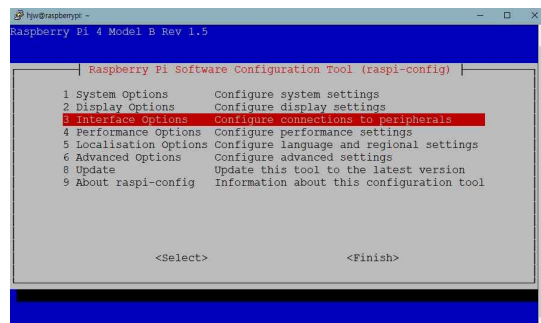 hjw@raspberrypi: ~
Raspberry Pi 4 Model B Rev 1.5
Raspberry Pi Software Configuration Tool (raspi-config)
1 System Options Configure system settings
2 Display Options Configure display settings
3 Interface Options Configure connections to peripherals
4 Performance Options Configure performance settings
5 Localisation Options Configure language and regional settings
6 Advanced Options Configure advanced settings
8 Update Update this tool to the latest version
9 About raspi-config Information about this configuration tool
<Select> <Finish>